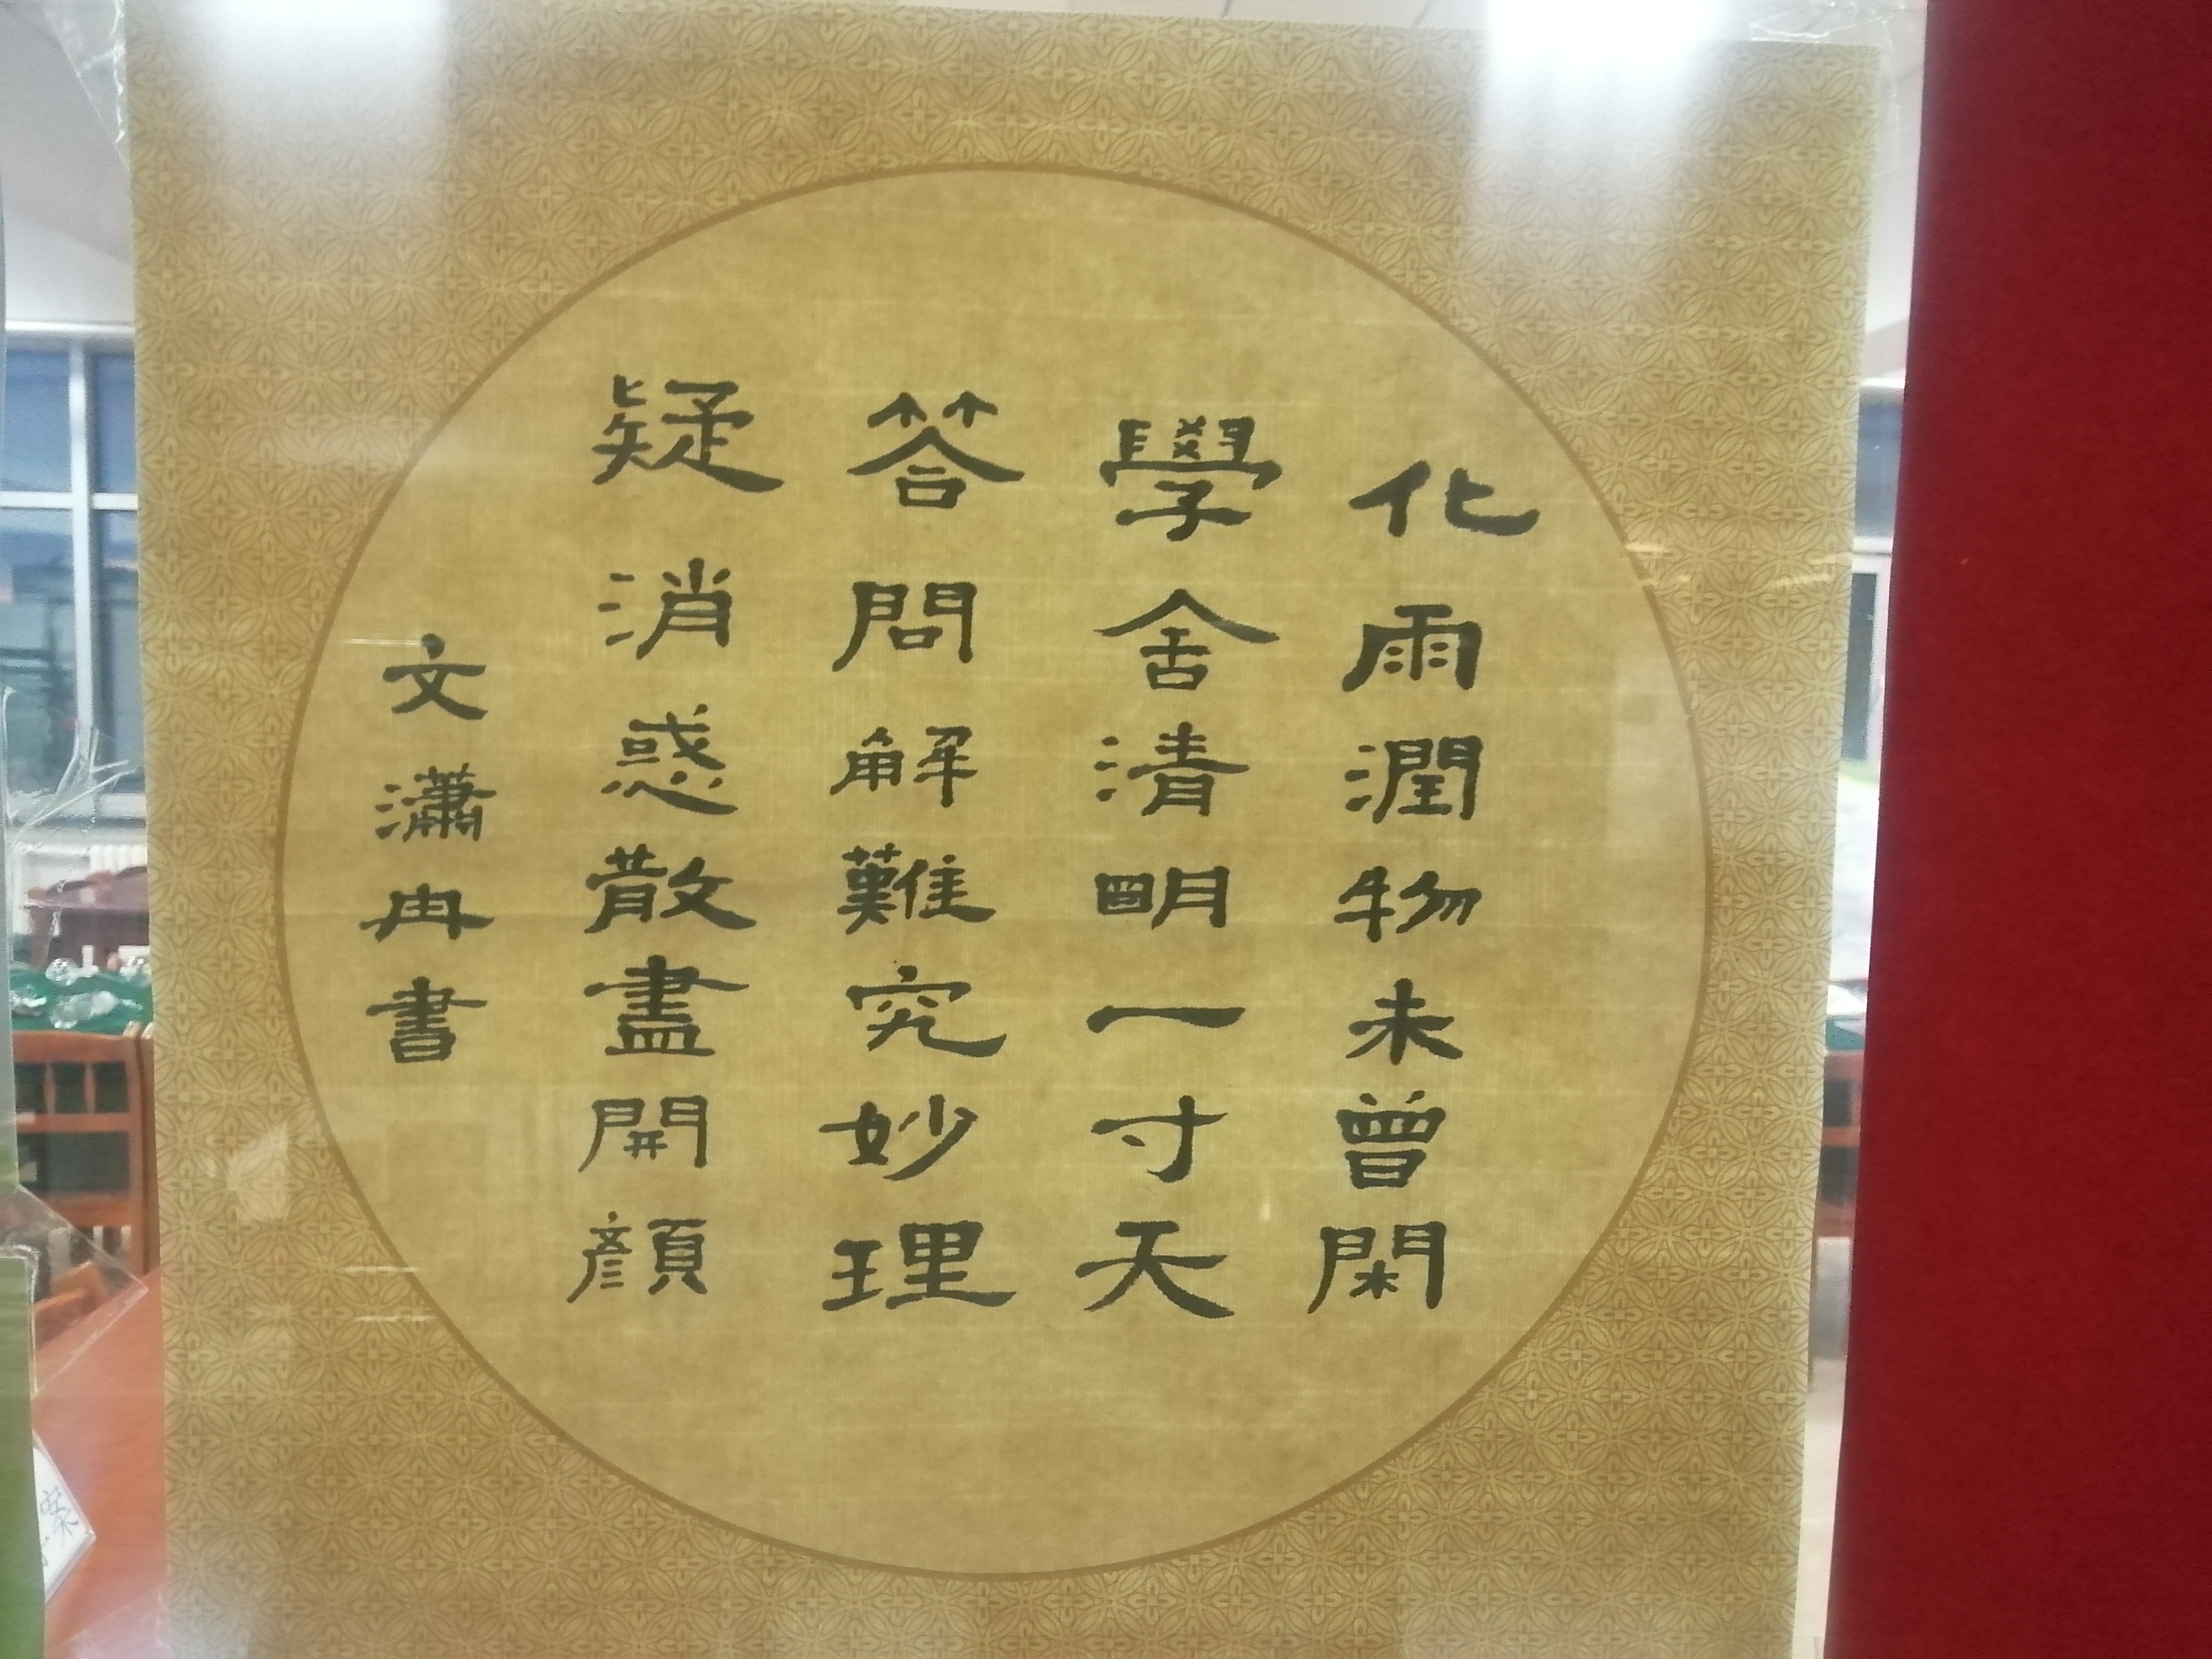 化雨潤物未曾閑
學舍清明一寸天
答問解難究妙理
疑消惑散盡開顏
文瀟冉書